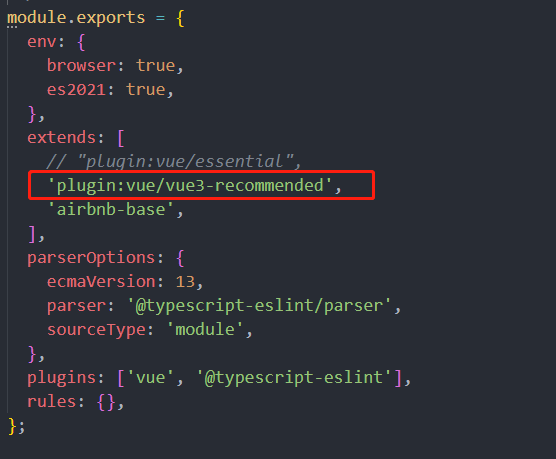 module.exports = {
  env: {
    browser: true,
    es2021: true,
  },
  extends: [
    // "plugin:vue/essential",
    'plugin:vue/vue3-recommended',
    'airbnb-base',
  ],
  parserOptions: {
    ecmaVersion: 13,
    parser: '@typescript-eslint/parser',
    sourceType: 'module',
  },
  plugins: ['vue', '@typescript-eslint'],
  rules: {},
};